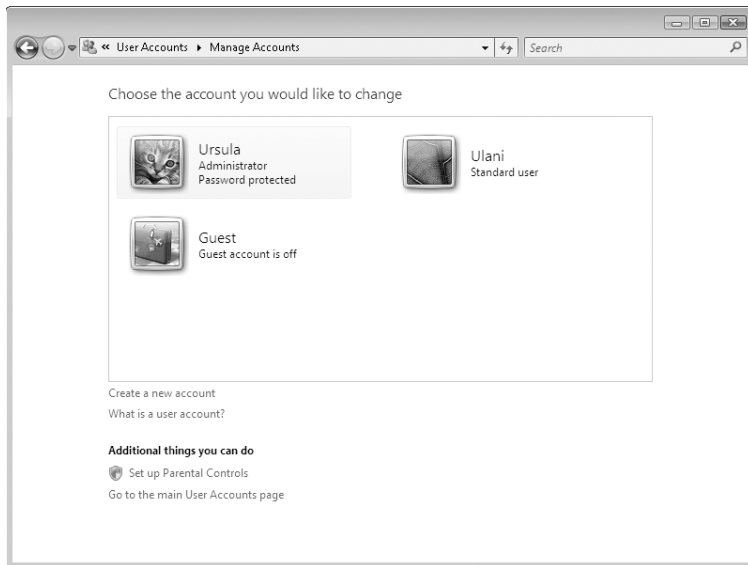 « User Accounts ▸ Manage Accounts
Search
Choose the account you would like to change
Ursula
Administrator
Password protected
Ulani
Standard user
Guest
Guest account is off
Create a new account
What is a user account?
Additional things you can do
Set up Parental Controls
Go to the main User Accounts page